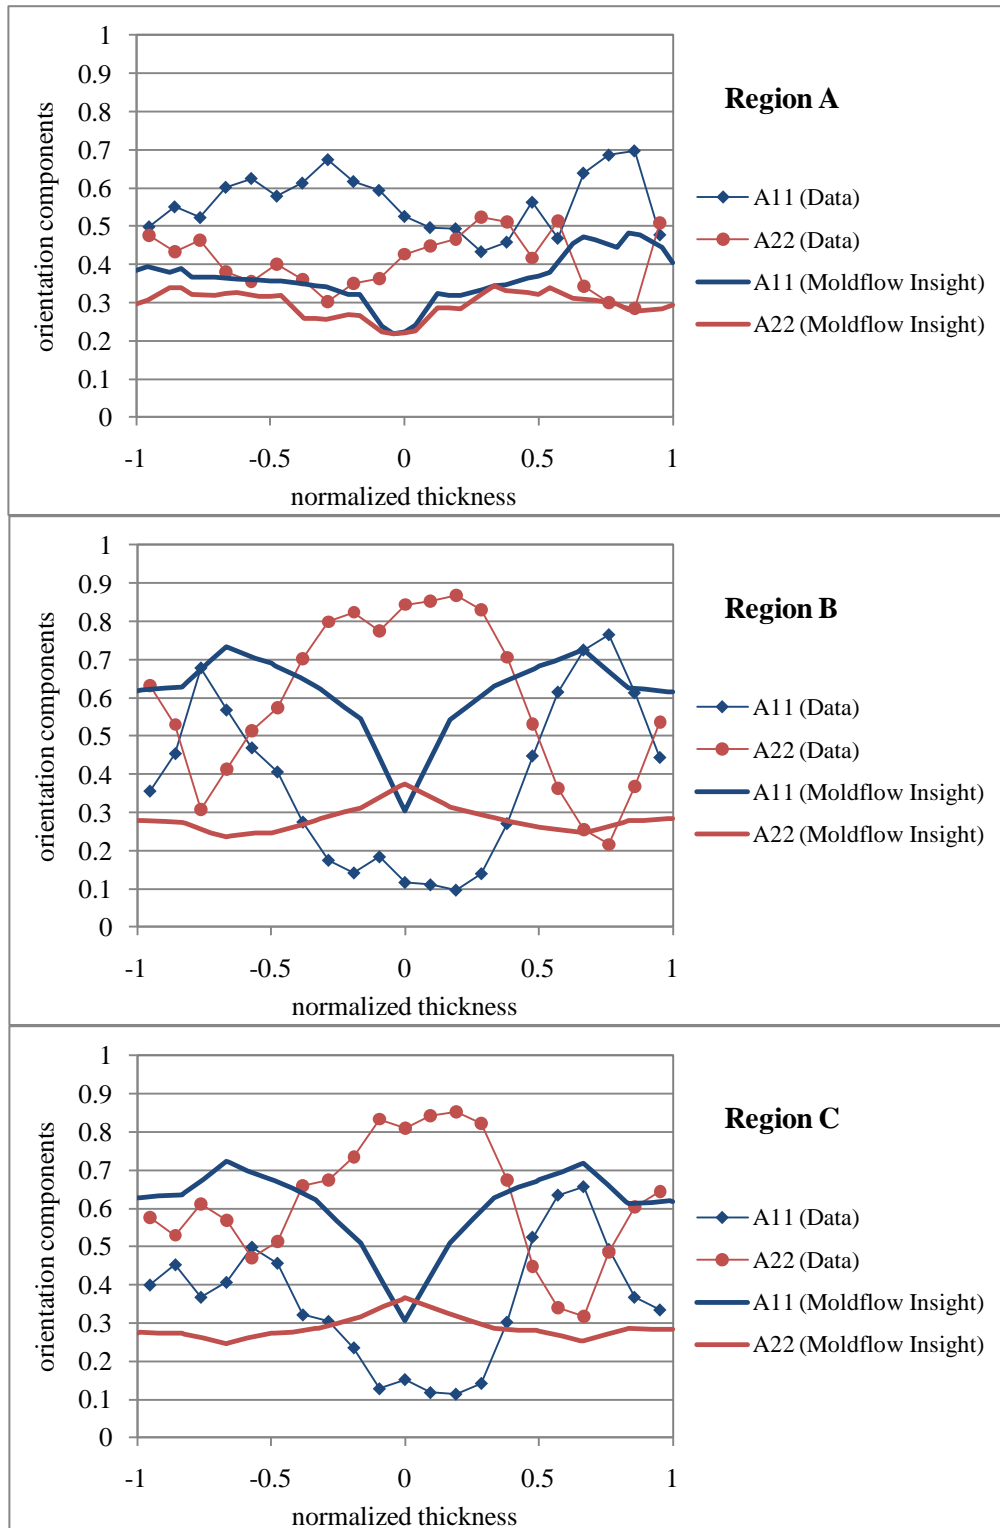 1
0.9
0.8
0.7
0.6
0.5
0.4
0.3
0.2
0.1
0
orientation components
-1
-0.5
0
0.5
1
normalized thickness
Region A
A11 (Data)
A22 (Data)
A11 (Moldflow Insight)
A22 (Moldflow Insight)
1
0.9
0.8
0.7
0.6
0.5
0.4
0.3
0.2
0.1
0
orientation components
-1
-0.5
0
0.5
1
normalized thickness
Region B
A11 (Data)
A22 (Data)
A11 (Moldflow Insight)
A22 (Moldflow Insight)
1
0.9
0.8
0.7
0.6
0.5
0.4
0.3
0.2
0.1
0
orientation components
-1
-0.5
0
0.5
1
normalized thickness
Region C
A11 (Data)
A22 (Data)
A11 (Moldflow Insight)
A22 (Moldflow Insight)